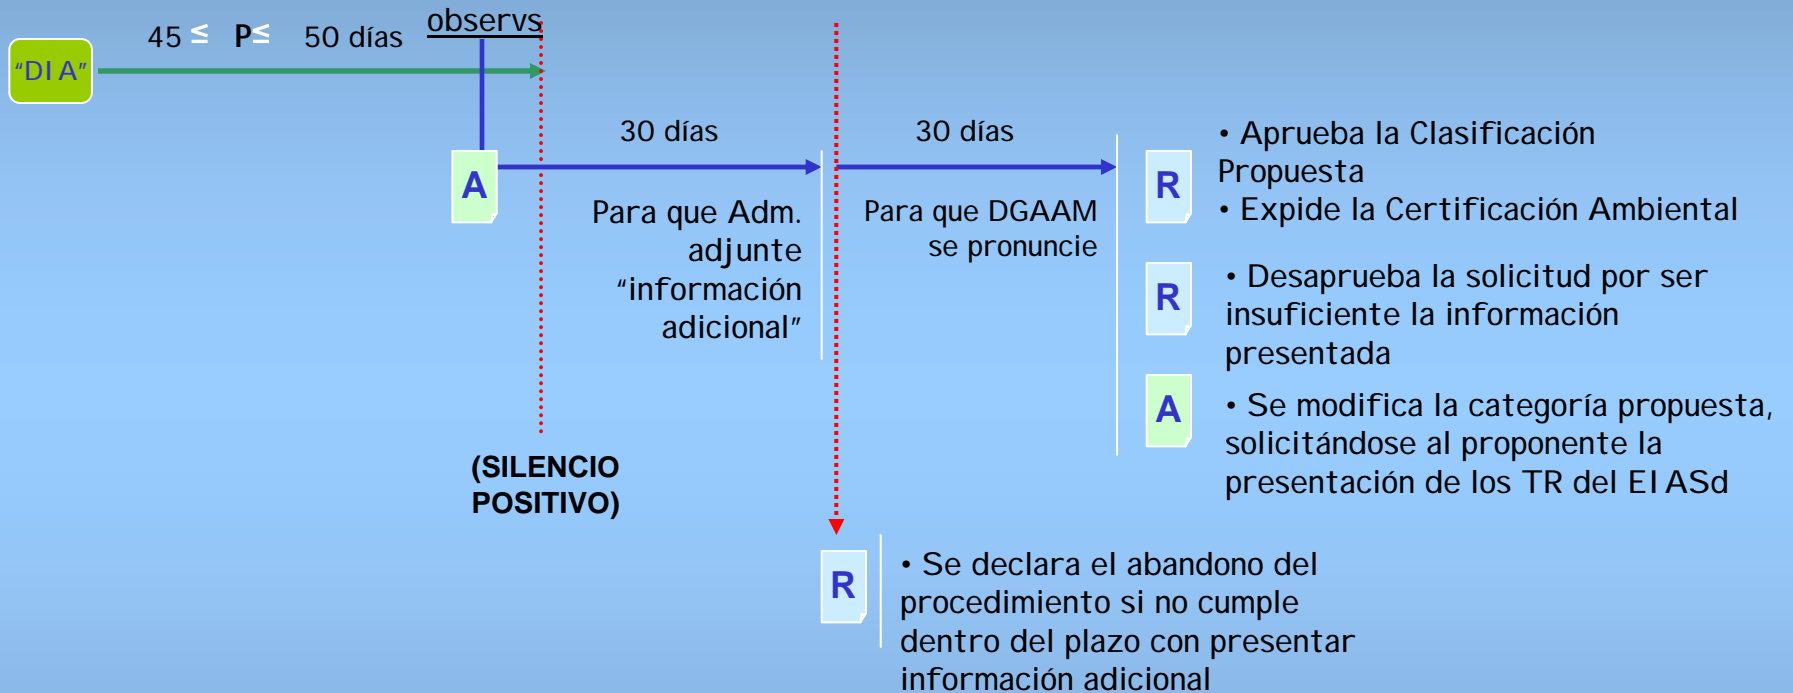 "DIA"
45 ≤ P≤ 50 días
observs
A
30 días
Para que Adm.
adjunte
"información
adicional"
30 días
Para que DGAAM
se pronuncie
(SILENCIO
POSITIVO)
R
• Aprueba la Clasificación
Propuesta
• Expide la Certificación Ambiental
R
• Desaprueba la solicitud por ser
insuficiente la información
presentada
A
• Se modifica la categoría propuesta,
solicitándose al proponente la
presentación de los TR del EIASd
R
• Se declara el abandono del
procedimiento si no cumple
dentro del plazo con presentar
información adicional